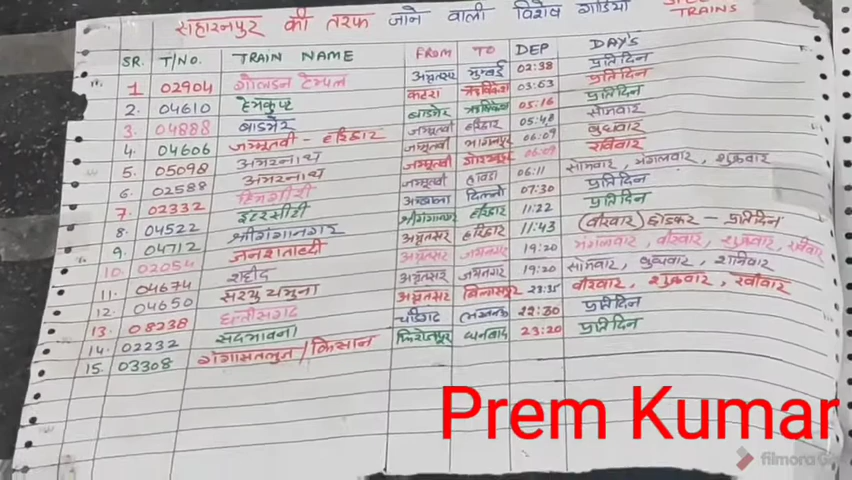 सहारनपुर की तरफ जाने वाली विशेष गाडियाँ
TRAINS
SR. T/NO. TRAIN NAME FROM TO DEP DAY'S
1 02904 गोल्डन टेम्पल अमृतसर मुम्बई 02:38 प्रतिदिन
2. 04610 हेमकुण्ट कटरा ऋषिकेश 03:03 प्रतिदिन
3. 04888 बाडमेर बाडमेर ऋषिकेश 05:16 प्रतिदिन
4. 04606 जम्मूतवी - हरिद्वार जम्मूतवी हरिद्वार 05:48 सोमवार
5. 05098 अमरनाथ जम्मूतवी भागलपुर 06:09 बुधवार
6. 02588 अमरनाथ जम्मूतवी गोरखपुर 06:09 रविवार
7. 02332 हिमगीरी जम्मूतवी हावडा 06:11 सोमवार, मंगलवार, शुक्रवार
8. 04522 इंटरसीटी अम्बाला दिल्ली 07:30 प्रतिदिन
9. 04712 श्रीगंगानगर श्रीगंगानगर हरिद्वार 11:22 प्रतिदिन
10. 02054 जनशताब्दी अमृतसर हरिद्वार 11:43 (वीरवार) छोडकर - प्रतिदिन
11. 04674 शहीद अमृतसर जयनगर 19:20 मंगलवार, वीरवार, शुक्रवार, रविवार
12. 04650 सरयु यमुना अमृतसर जयनगर 19:20 सोमवार, बुधवार, शनिवार
13. 08238 छत्तीसगढ अमृतसर बिलासपुर वीरवार, शुक्रवार, रवीवार
14. 02232 सदभावना चंडीगढ लखनऊ 22:30 प्रतिदिन
15. 03308 गंगासतलुज/किसान फिरोजपुर धनबाद 23:20 प्रतिदिन
Prem Kumar
filmora